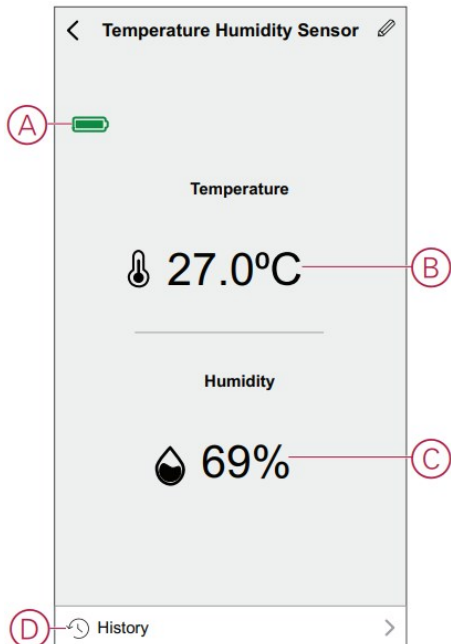 Temperature Humidity Sensor
A
Temperature
27.0ºC
B
Humidity
69%
C
D
History